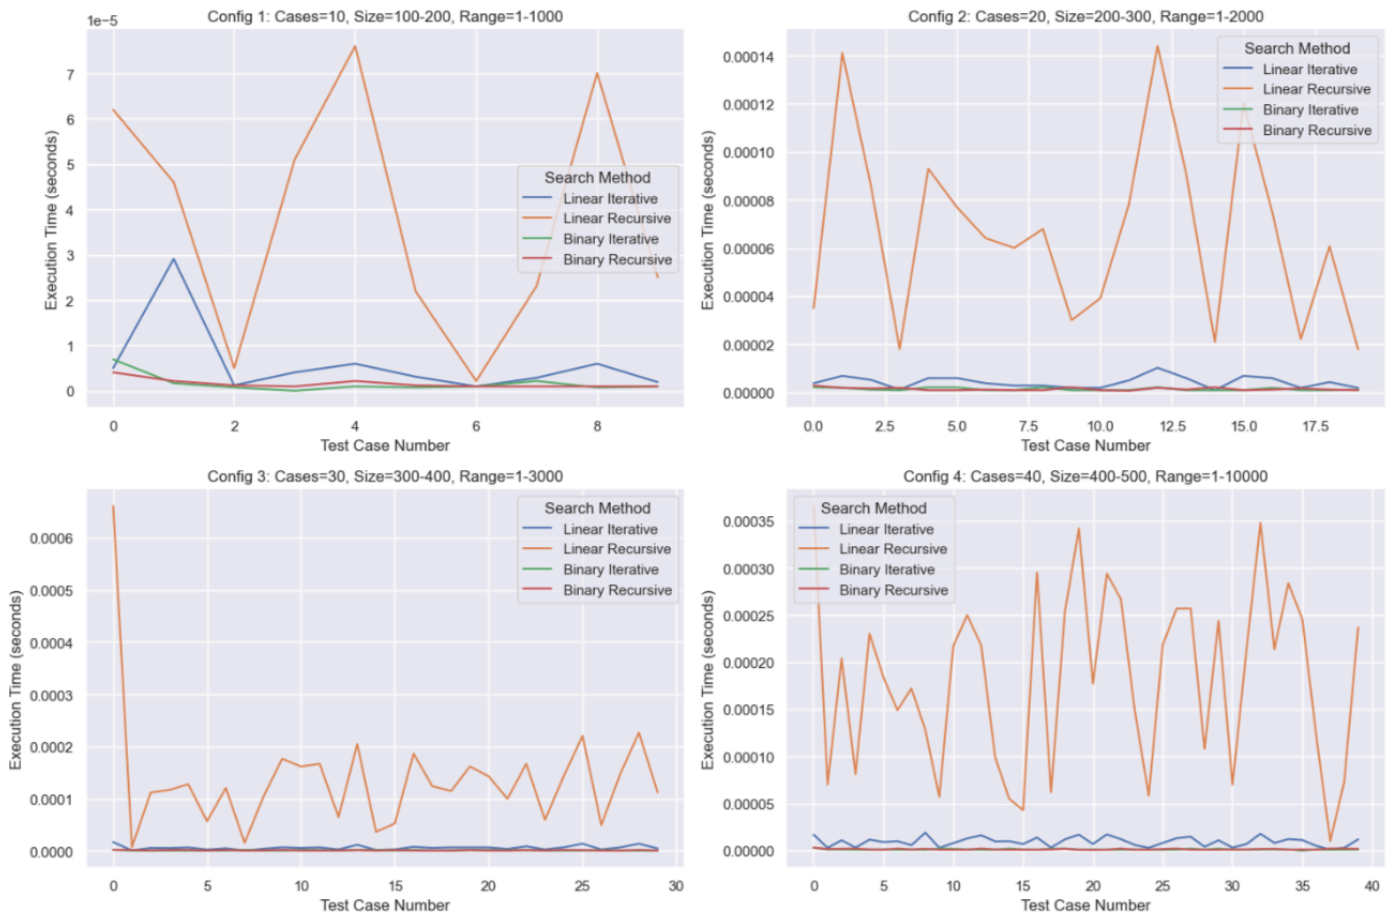 Config 1: Cases=10, Size=100-200, Range=1-1000
1e−5
Execution Time (seconds)
7
6
5
4
3
2
1
0
Search Method
Linear Iterative
Linear Recursive
Binary Iterative
Binary Recursive
0 2 4 6 8
Test Case Number
Config 2: Cases=20, Size=200-300, Range=1-2000
Execution Time (seconds)
0.00014
0.00012
0.00010
0.00008
0.00006
0.00004
0.00002
0.00000
Search Method
Linear Iterative
Linear Recursive
Binary Iterative
Binary Recursive
0.0 2.5 5.0 7.5 10.0 12.5 15.0 17.5
Test Case Number
Config 3: Cases=30, Size=300-400, Range=1-3000
Execution Time (seconds)
0.0006
0.0005
0.0004
0.0003
0.0002
0.0001
0.0000
Search Method
Linear Iterative
Linear Recursive
Binary Iterative
Binary Recursive
0 5 10 15 20 25 30
Test Case Number
Config 4: Cases=40, Size=400-500, Range=1-10000
Execution Time (seconds)
0.00035
0.00030
0.00025
0.00020
0.00015
0.00010
0.00005
0.00000
Search Method
Linear Iterative
Linear Recursive
Binary Iterative
Binary Recursive
0 5 10 15 20 25 30 35 40
Test Case Number